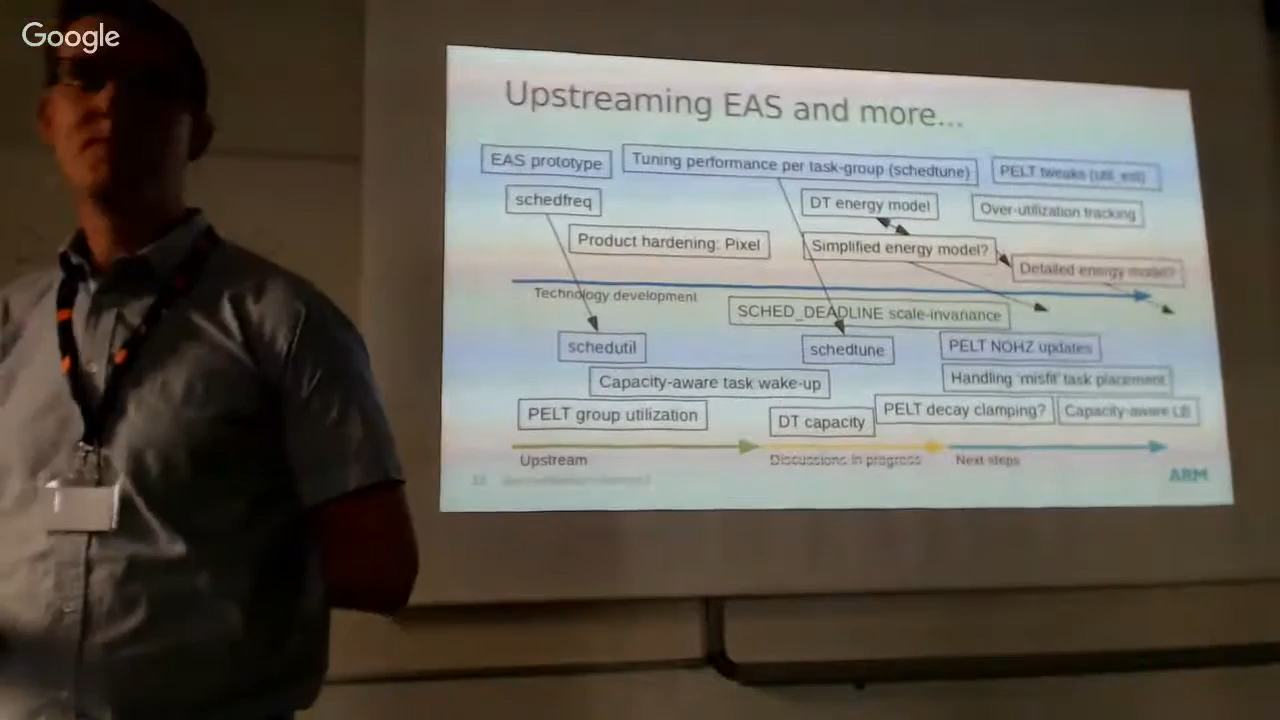 Google
Upstreaming EAS and more...
EAS prototype
Tuning performance per task-group (schedtune)
PELT tweaks (util_est)
schedfreq
DT energy model
Over-utilization tracking
Product hardening: Pixel
Simplified energy model?
Detailed energy model?
Technology development
SCHED_DEADLINE scale-invariance
schedutil
schedtune
PELT NOHZ updates
Capacity-aware task wake-up
Handling 'misfit' task placement
PELT group utilization
DT capacity
PELT decay clamping?
Capacity-aware LB
Upstream
Discussions in progress
Next steps
ARM